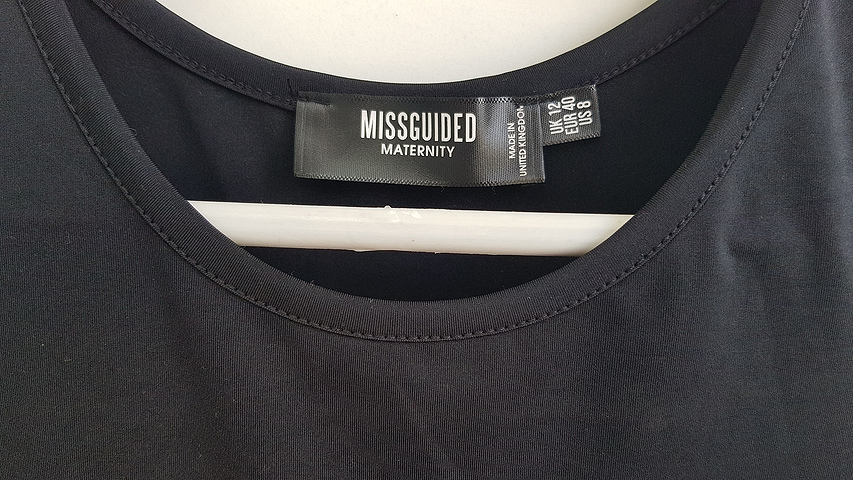 MISSGUIDED
MATERNITY
MADE IN
UNITED KINGDOM
UK 12
EUR 40
US 8